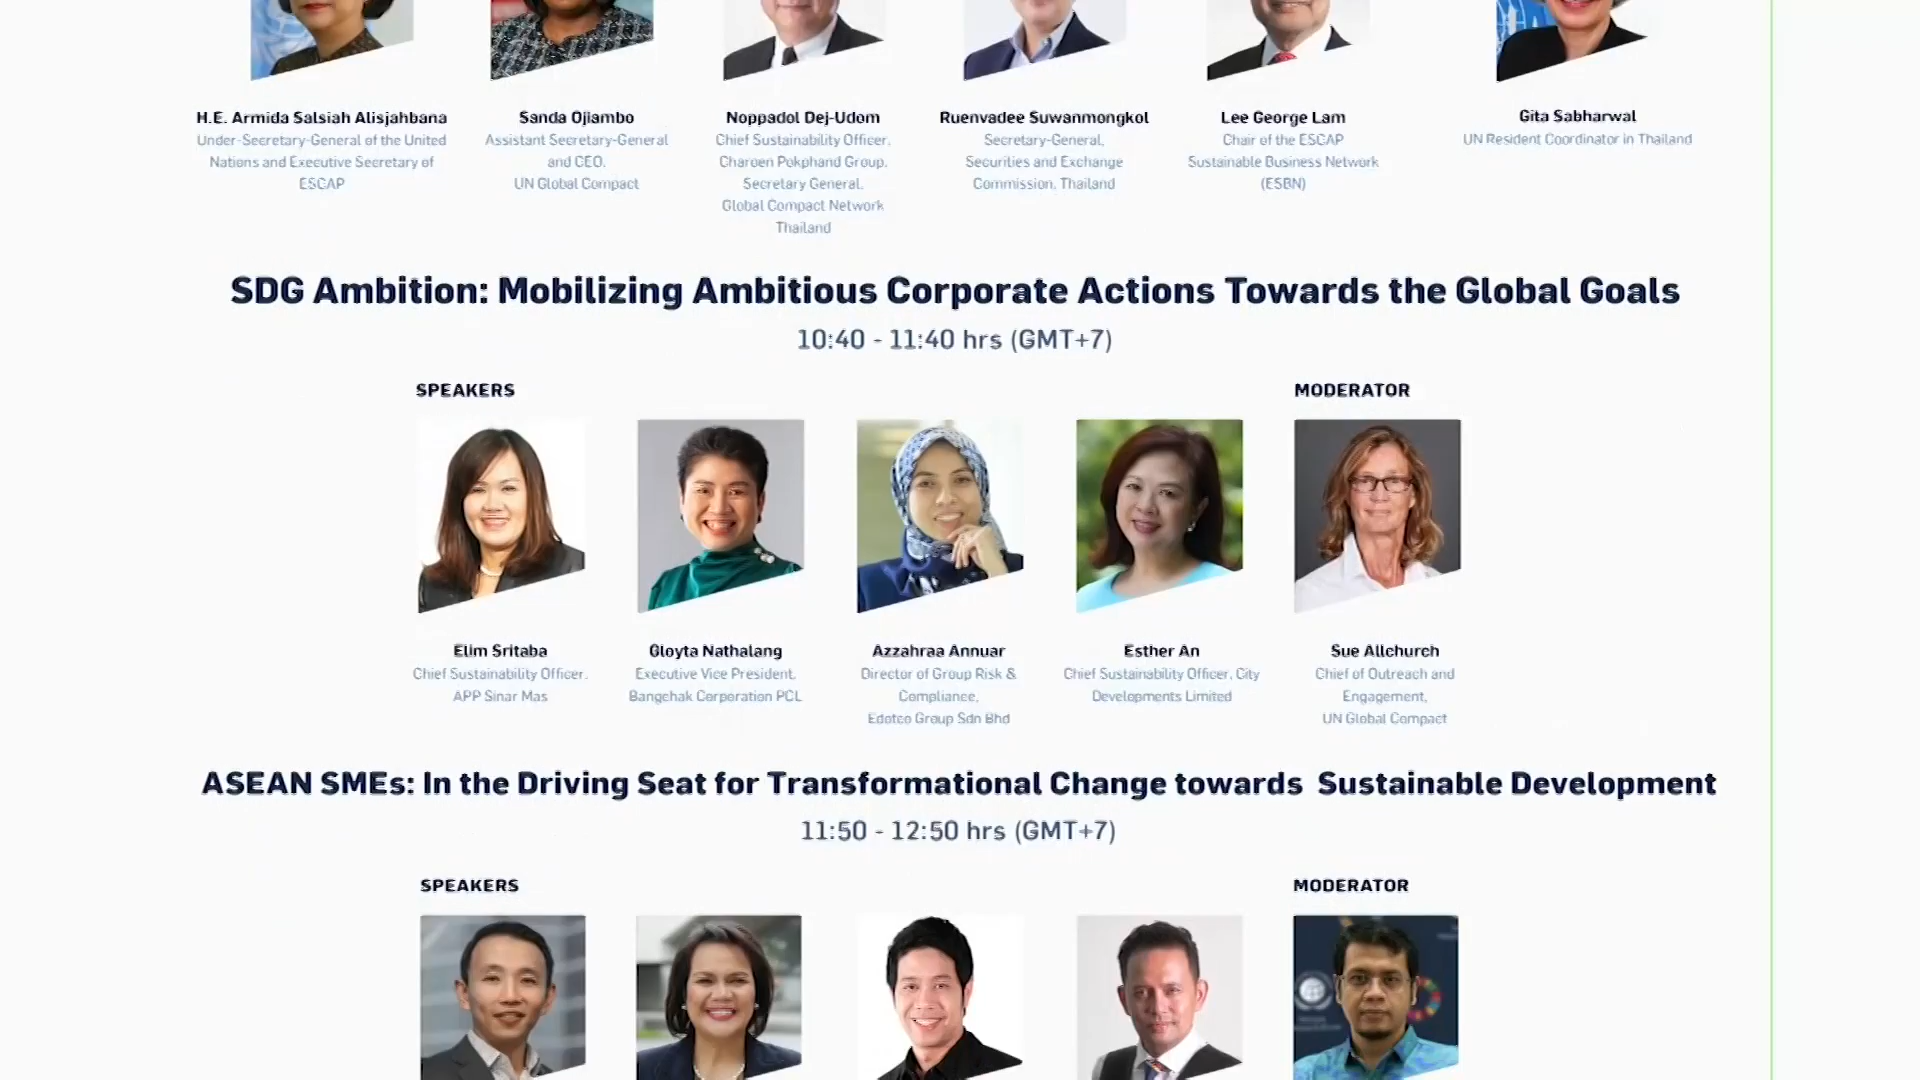 H.E. Armida Salsiah Alisjahbana
Under-Secretary-General of the United
Nations and Executive Secretary of
ESCAP
Sanda Ojiambo
Assistant Secretary-General
and CEO,
UN Global Compact
Noppadol Dej-Udom
Chief Sustainability Officer,
Charoen Pokphand Group,
Secretary General,
Global Compact Network
Thailand
Ruenvadee Suwanmongkol
Secretary-General,
Securities and Exchange
Commission, Thailand
Lee George Lam
Chair of the ESCAP
Sustainable Business Network
(ESBN)
Gita Sabharwal
UN Resident Coordinator in Thailand
SDG Ambition: Mobilizing Ambitious Corporate Actions Towards the Global Goals
10:40 - 11:40 hrs (GMT+7)
SPEAKERS
MODERATOR
Elim Sritaba
Chief Sustainability Officer,
APP Sinar Mas
Gloyta Nathalang
Executive Vice President,
Bangchak Corporation PCL
Azzahraa Annuar
Director of Group Risk &
Compliance,
Edotco Group Sdn Bhd
Esther An
Chief Sustainability Officer, City
Developments Limited
Sue Allchurch
Chief of Outreach and
Engagement,
UN Global Compact
ASEAN SMEs: In the Driving Seat for Transformational Change towards Sustainable Development
11:50 - 12:50 hrs (GMT+7)
SPEAKERS
MODERATOR